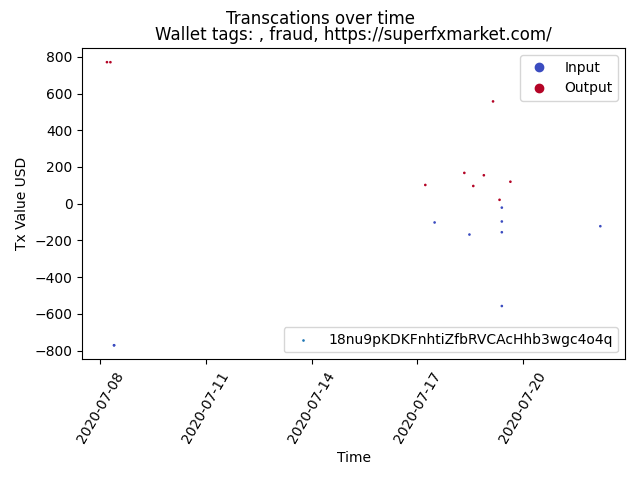 Transcations over time
Wallet tags: , fraud, https://superfxmarket.com/
800
600
400
200
0
−200
−400
−600
−800
Tx Value USD
Input
Output
18nu9pKDKFnhtiZfbRVCAcHhb3wgc4o4q
2020-07-08
2020-07-11
2020-07-14
2020-07-17
2020-07-20
Time